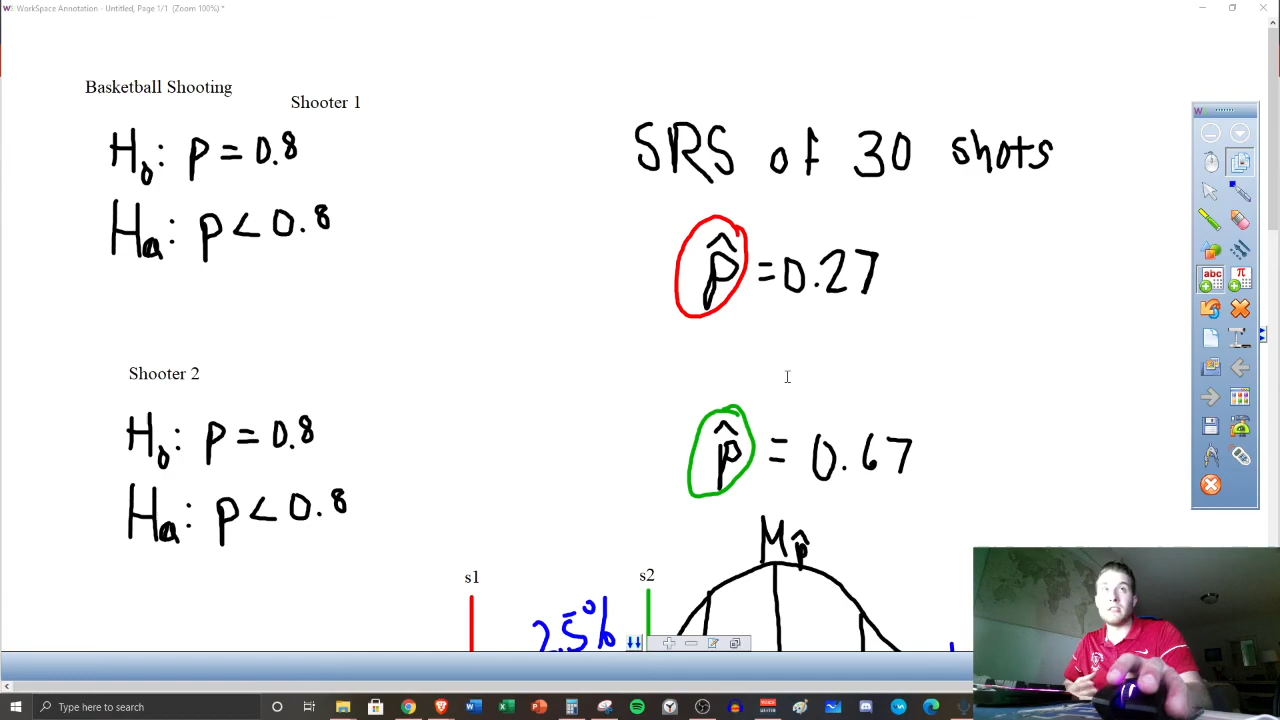 WorkSpace Annotation - Untitled, Page 1/1 (Zoom 100%) *
Basketball Shooting
Shooter 1
H₀: p = 0.8
Hₐ: p < 0.8
SRS of 30 shots
p̂ = 0.27
Shooter 2
H₀: p = 0.8
Hₐ: p < 0.8
p̂ = 0.67
Mp̂
s1
s2
2.5%
abc
π
Type here to search